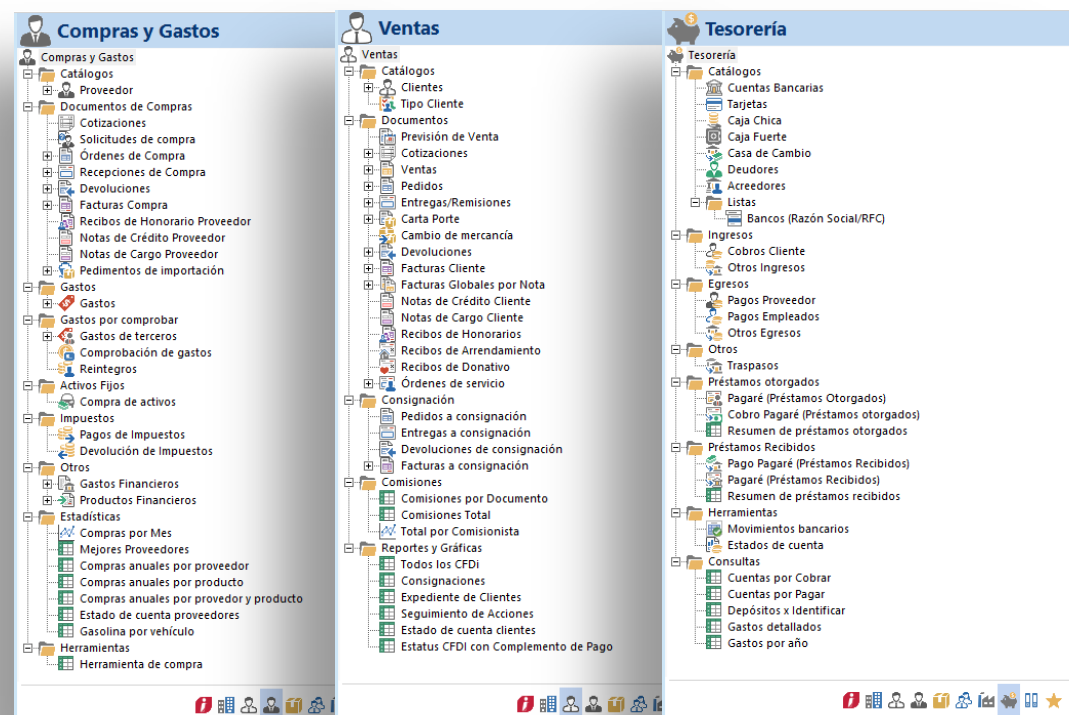 Compras y Gastos
Compras y Gastos
Catálogos
Proveedor
Documentos de Compras
Cotizaciones
Solicitudes de compra
Órdenes de Compra
Recepciones de Compra
Devoluciones
Facturas Compra
Recibos de Honorario Proveedor
Notas de Crédito Proveedor
Notas de Cargo Proveedor
Pedimentos de importación
Gastos
Gastos
Gastos por comprobar
Gastos de terceros
Comprobación de gastos
Reintegros
Activos Fijos
Compra de activos
Impuestos
Pagos de Impuestos
Devolución de Impuestos
Otros
Gastos Financieros
Productos Financieros
Estadísticas
Compras por Mes
Mejores Proveedores
Compras anuales por proveedor
Compras anuales por producto
Compras anuales por provedor y producto
Estado de cuenta proveedores
Gasolina por vehículo
Herramientas
Herramienta de compra
Ventas
Ventas
Catálogos
Clientes
Tipo Cliente
Documentos
Previsión de Venta
Cotizaciones
Ventas
Pedidos
Entregas/Remisiones
Carta Porte
Cambio de mercancía
Devoluciones
Facturas Cliente
Facturas Globales por Nota
Notas de Crédito Cliente
Notas de Cargo Cliente
Recibos de Honorarios
Recibos de Arrendamiento
Recibos de Donativo
Órdenes de servicio
Consignación
Pedidos a consignación
Entregas a consignación
Devoluciones de consignación
Facturas a consignación
Comisiones
Comisiones por Documento
Comisiones Total
Total por Comisionista
Reportes y Gráficas
Todos los CFDi
Consignaciones
Expediente de Clientes
Seguimiento de Acciones
Estado de cuenta clientes
Estatus CFDI con Complemento de Pago
Tesorería
Tesorería
Catálogos
Cuentas Bancarias
Tarjetas
Caja Chica
Caja Fuerte
Casa de Cambio
Deudores
Acreedores
Listas
Bancos (Razón Social/RFC)
Ingresos
Cobros Cliente
Otros Ingresos
Egresos
Pagos Proveedor
Pagos Empleados
Otros Egresos
Otros
Traspasos
Préstamos otorgados
Pagaré (Préstamos Otorgados)
Cobro Pagaré (Préstamos otorgados)
Resumen de préstamos otorgados
Préstamos Recibidos
Pago Pagaré (Préstamos Recibidos)
Pagaré (Préstamos Recibidos)
Resumen de préstamos recibidos
Herramientas
Movimientos bancarios
Estados de cuenta
Consultas
Cuentas por Cobrar
Cuentas por Pagar
Depósitos x Identificar
Gastos detallados
Gastos por año